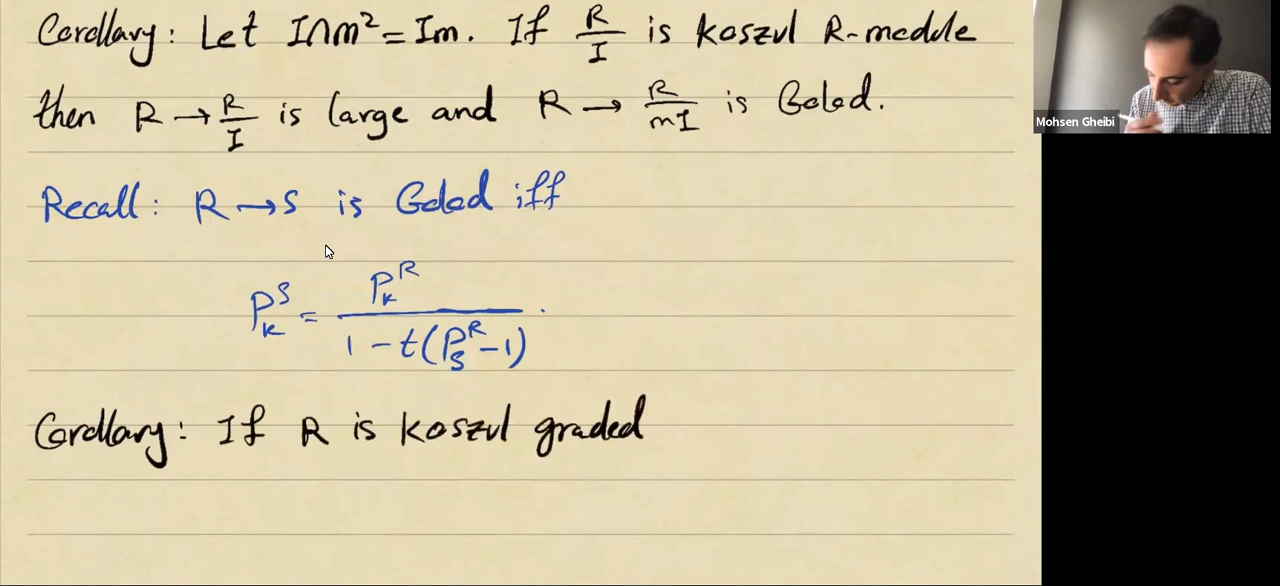 Corollary: Let I∩m² = Im. If R/I is koszul R-module
then R → R/I is large and R → R/mI is Golod.
Mohsen Gheibi
Recall: R → S is Golod iff
P_k^S = P_k^R / (1 - t(P_S^R - 1)).
Corollary: If R is koszul graded